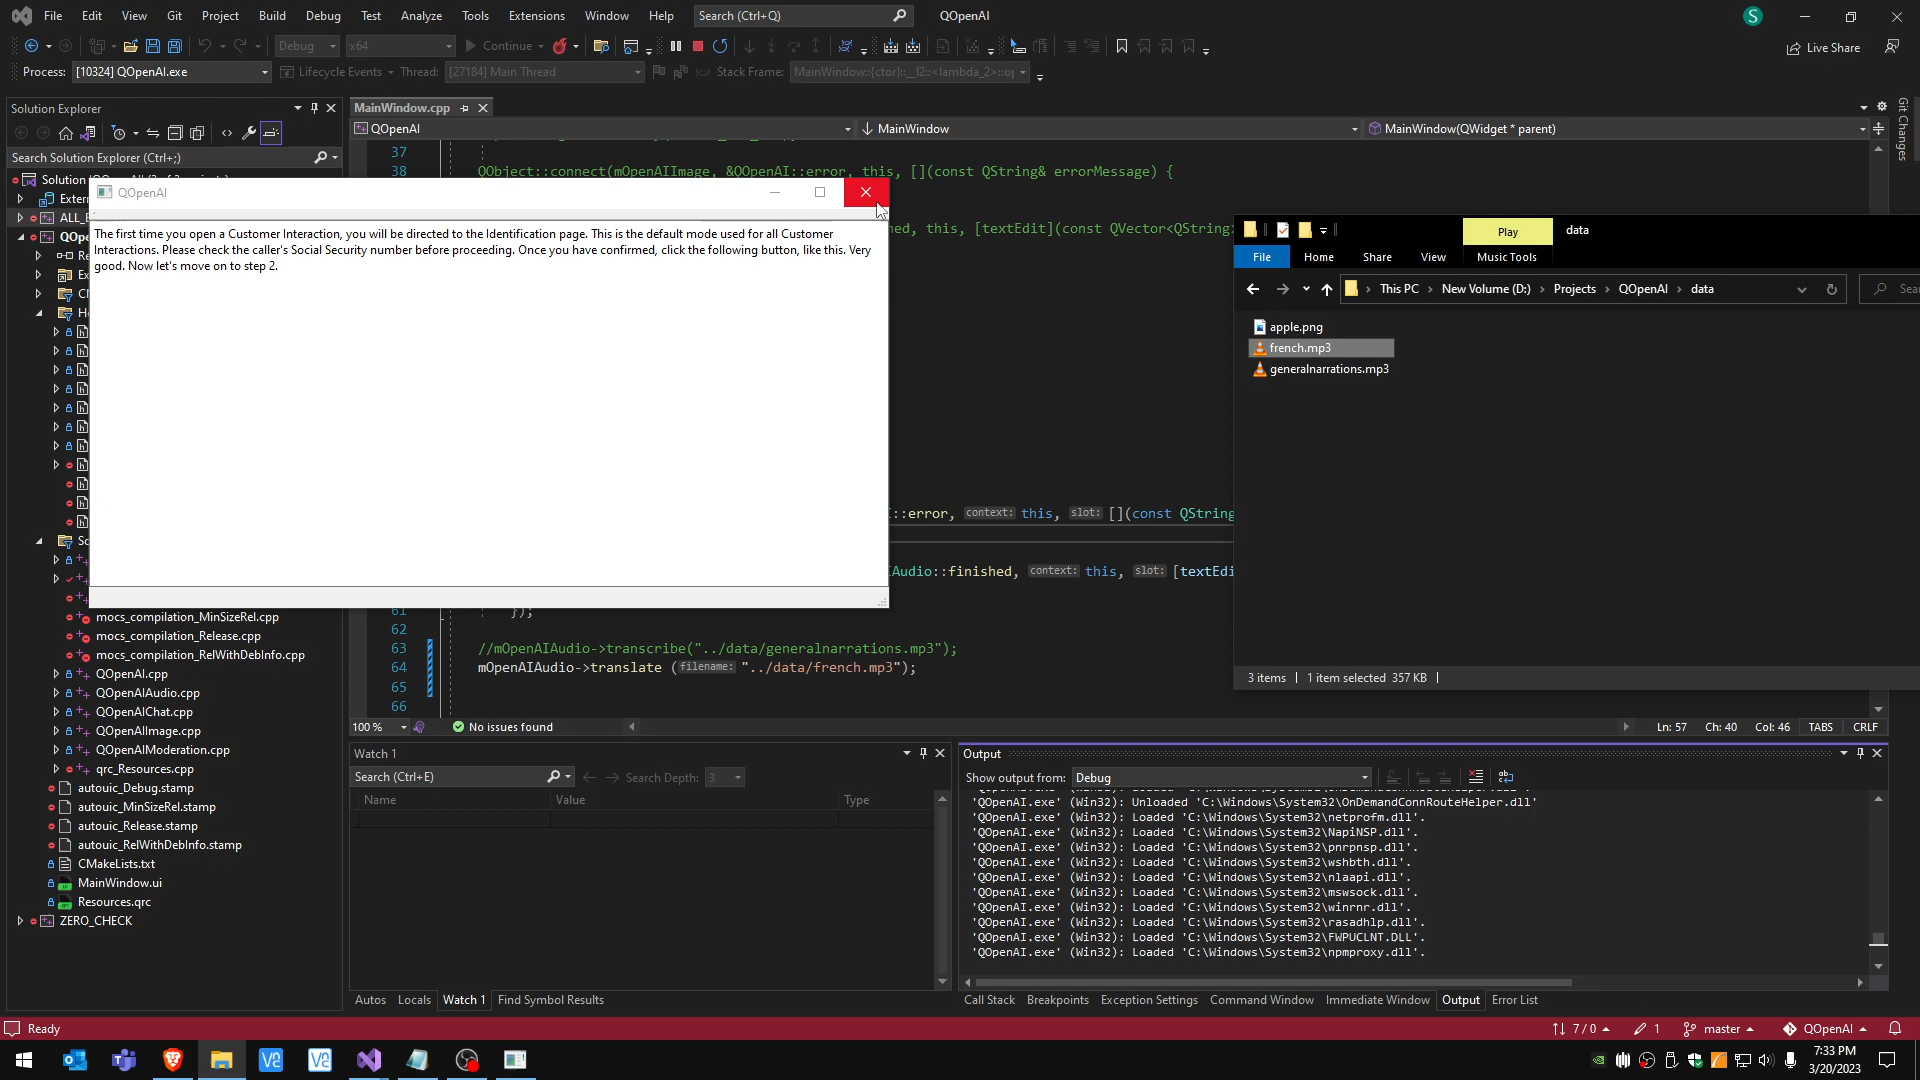 File Edit View Git Project Build Debug Test Analyze Tools Extensions Window Help Search (Ctrl+Q) QOpenAI S
Debug x64 Continue Live Share
Process: [10324] QOpenAI.exe Lifecycle Events Thread: [27184] Main Thread Stack Frame: MainWindow::{ctor}::__l2::<lambda_2>::op
Solution Explorer
Search Solution Explorer (Ctrl+;)
Solution
Exter
ALL_
QOpe
Re
Ex
CM
He
So
mocs_compilation_MinSizeRel.cpp
mocs_compilation_Release.cpp
mocs_compilation_RelWithDebInfo.cpp
QOpenAI.cpp
QOpenAIAudio.cpp
QOpenAIChat.cpp
QOpenAIImage.cpp
QOpenAIModeration.cpp
qrc_Resources.cpp
autouic_Debug.stamp
autouic_MinSizeRel.stamp
autouic_Release.stamp
autouic_RelWithDebInfo.stamp
CMakeLists.txt
MainWindow.ui
Resources.qrc
ZERO_CHECK
MainWindow.cpp
QOpenAI MainWindow MainWindow(QWidget * parent)
37
38 QObject::connect(mOpenAIImage, &QOpenAI::error, this, [](const QString& errorMessage) {
ed, this, [textEdit](const QVector<QString>
::error, context: this, slot: [](const QString
Audio::finished, context: this, slot: [textEdi
61 });
62
63 //mOpenAIAudio->transcribe("../data/generalnarrations.mp3");
64 mOpenAIAudio->translate (filename: "../data/french.mp3");
65
66
100 % No issues found Ln: 57 Ch: 40 Col: 46 TABS CRLF
Git Changes
QOpenAI
The first time you open a Customer Interaction, you will be directed to the Identification page. This is the default mode used for all Customer
Interactions. Please check the caller's Social Security number before proceeding. Once you have confirmed, click the following button, like this. Very
good. Now let's move on to step 2.
Play data
File Home Share View Music Tools
This PC New Volume (D:) Projects QOpenAI data Sea
apple.png
french.mp3
generalnarrations.mp3
3 items 1 item selected 357 KB
Watch 1
Search (Ctrl+E) Search Depth: 3
Name Value Type
Autos Locals Watch 1 Find Symbol Results
Output
Show output from: Debug
'QOpenAI.exe' (Win32): Unloaded 'C:\Windows\System32\OnDemandConnRouteHelper.dll'
'QOpenAI.exe' (Win32): Loaded 'C:\Windows\System32\netprofm.dll'.
'QOpenAI.exe' (Win32): Loaded 'C:\Windows\System32\NapiNSP.dll'.
'QOpenAI.exe' (Win32): Loaded 'C:\Windows\System32\pnrpnsp.dll'.
'QOpenAI.exe' (Win32): Loaded 'C:\Windows\System32\wshbth.dll'.
'QOpenAI.exe' (Win32): Loaded 'C:\Windows\System32\nlaapi.dll'.
'QOpenAI.exe' (Win32): Loaded 'C:\Windows\System32\mswsock.dll'.
'QOpenAI.exe' (Win32): Loaded 'C:\Windows\System32\winrnr.dll'.
'QOpenAI.exe' (Win32): Loaded 'C:\Windows\System32\rasadhlp.dll'.
'QOpenAI.exe' (Win32): Loaded 'C:\Windows\System32\FWPUCLNT.DLL'.
'QOpenAI.exe' (Win32): Loaded 'C:\Windows\System32\npmproxy.dll'.
Call Stack Breakpoints Exception Settings Command Window Immediate Window Output Error List
Ready 7 / 0 1 master QOpenAI
7:33 PM
3/20/2023